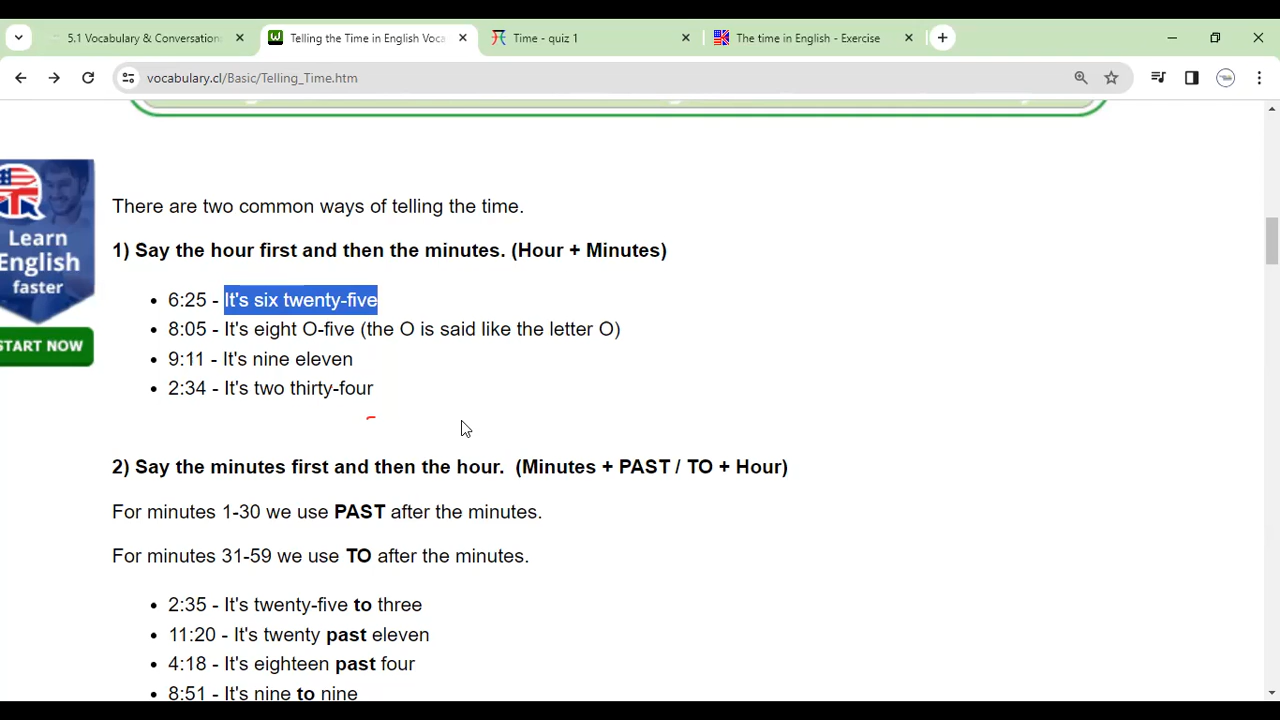 5.1 Vocabulary & Conversation
Telling the Time in English Voca
Time - quiz 1
The time in English - Exercise
vocabulary.cl/Basic/Telling_Time.htm
Learn
English
faster
START NOW
There are two common ways of telling the time.
1) Say the hour first and then the minutes. (Hour + Minutes)
• 6:25 - It's six twenty-five
• 8:05 - It's eight O-five (the O is said like the letter O)
• 9:11 - It's nine eleven
• 2:34 - It's two thirty-four
2) Say the minutes first and then the hour. (Minutes + PAST / TO + Hour)
For minutes 1-30 we use PAST after the minutes.
For minutes 31-59 we use TO after the minutes.
• 2:35 - It's twenty-five to three
• 11:20 - It's twenty past eleven
• 4:18 - It's eighteen past four
• 8:51 - It's nine to nine